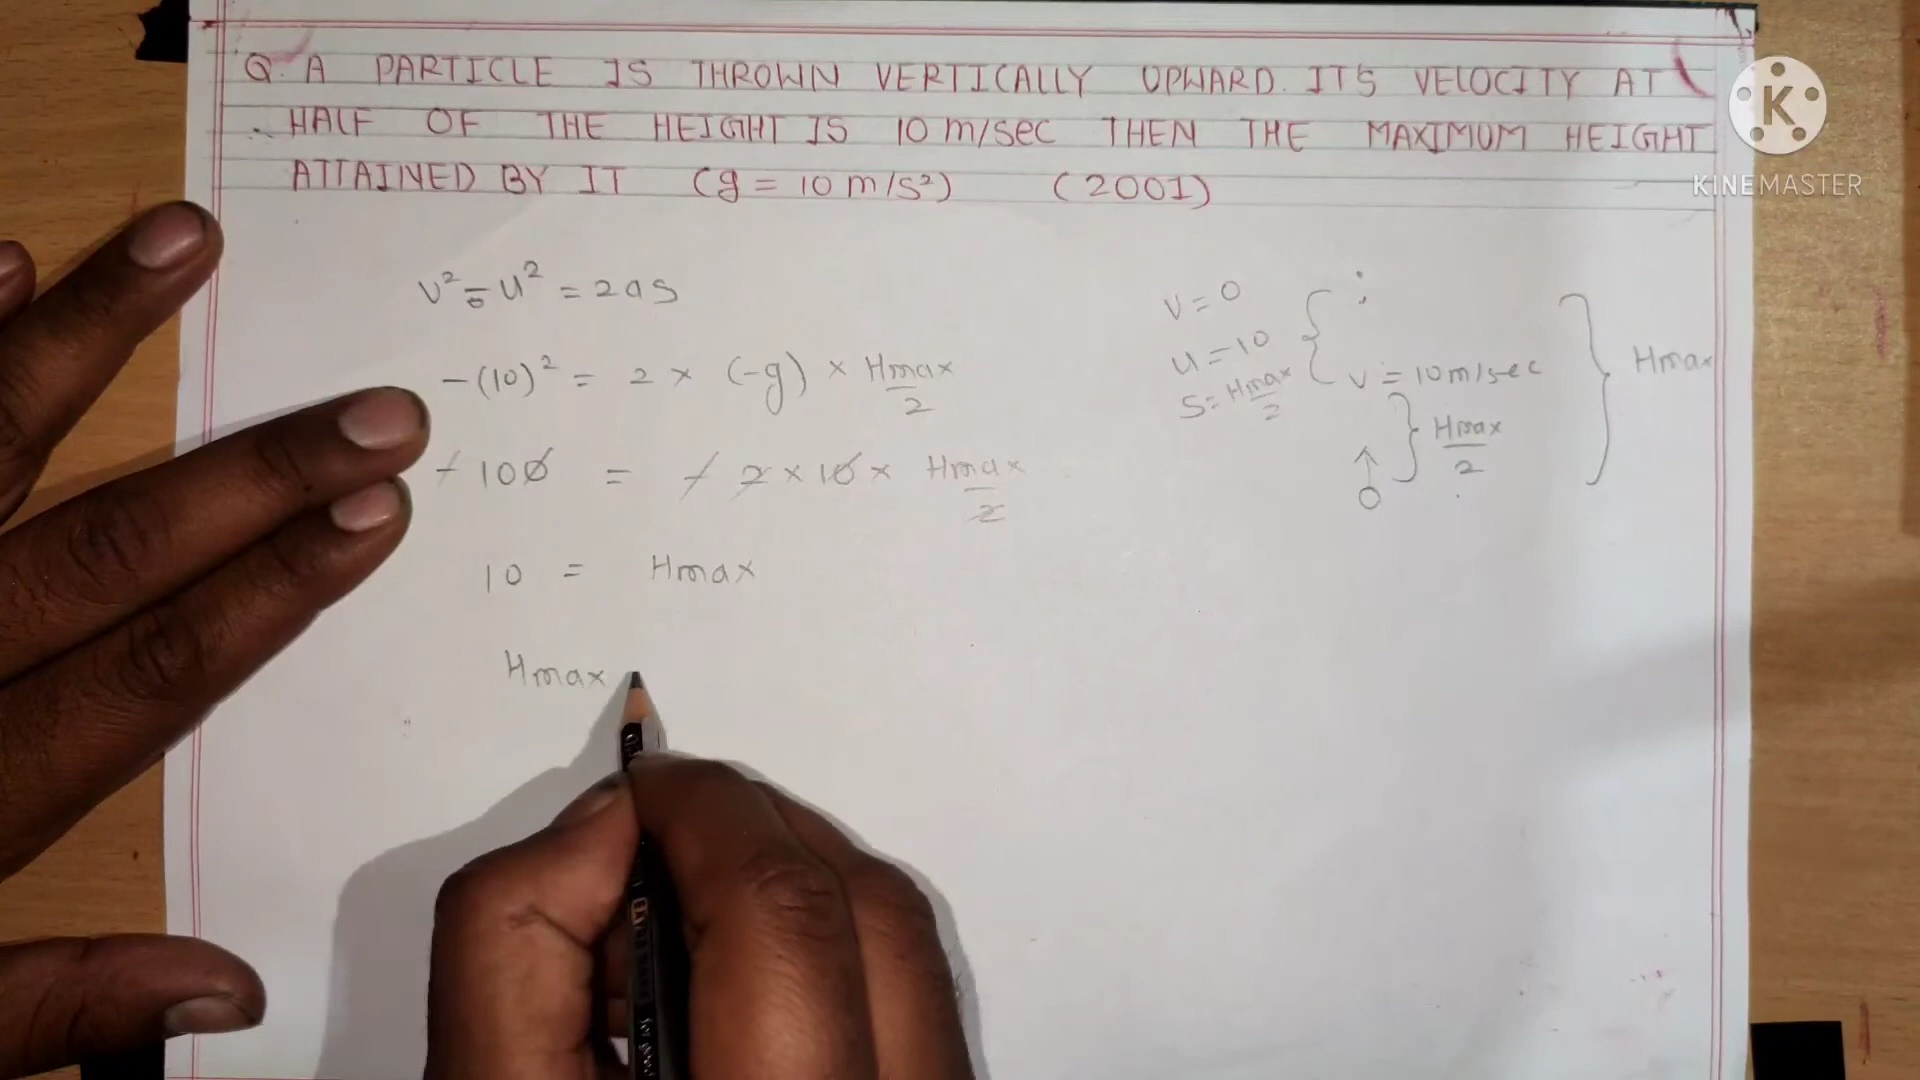 Q. A PARTICLE IS THROWN VERTICALLY UPWARD. IT'S VELOCITY AT
HALF OF THE HEIGHT IS 10 m/sec THEN THE MAXIMUM HEIGHT
ATTAINED BY IT (g = 10 m/s²) (2001)
K
KINEMASTER
v² - u² = 2as
-(10)² = 2 × (-g) × Hmax/2
- 100 = - 2 × 10 × Hmax/2
10 = Hmax
Hmax
v = 0
u = 10
S = Hmax/2
v = 10 m/sec
Hmax/2
Hmax